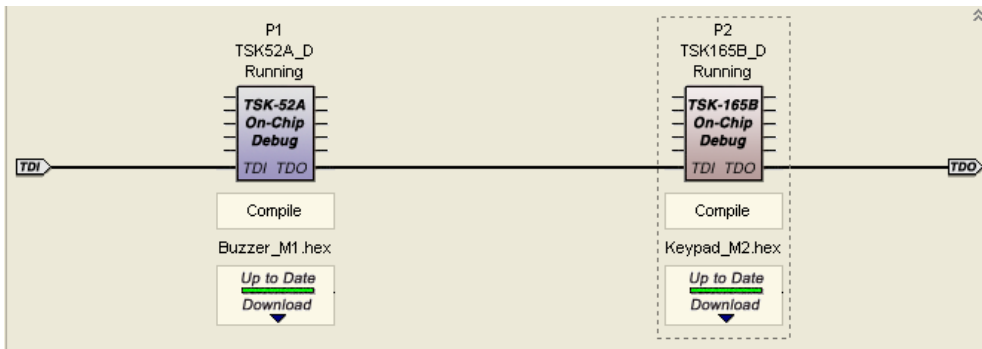 P1
TSK52A_D
Running
TSK-52A
On-Chip
Debug
TDI TDO
Compile
Buzzer_M1.hex
Up to Date
Download
P2
TSK165B_D
Running
TSK-165B
On-Chip
Debug
TDI TDO
Compile
Keypad_M2.hex
Up to Date
Download
TDI
TDO